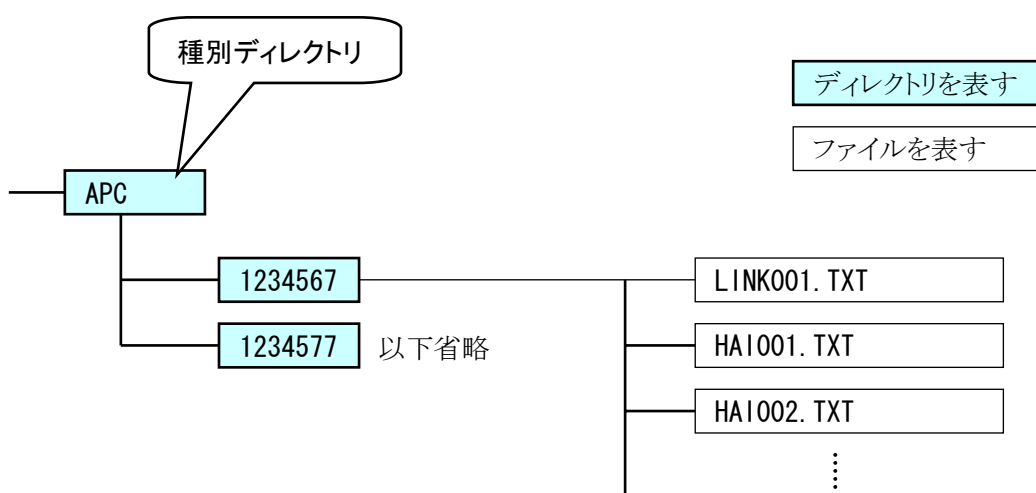 種別ディレクトリ
ディレクトリを表す
ファイルを表す
APC
1234567
LINK001.TXT
1234577
以下省略
HAI001.TXT
HAI002.TXT